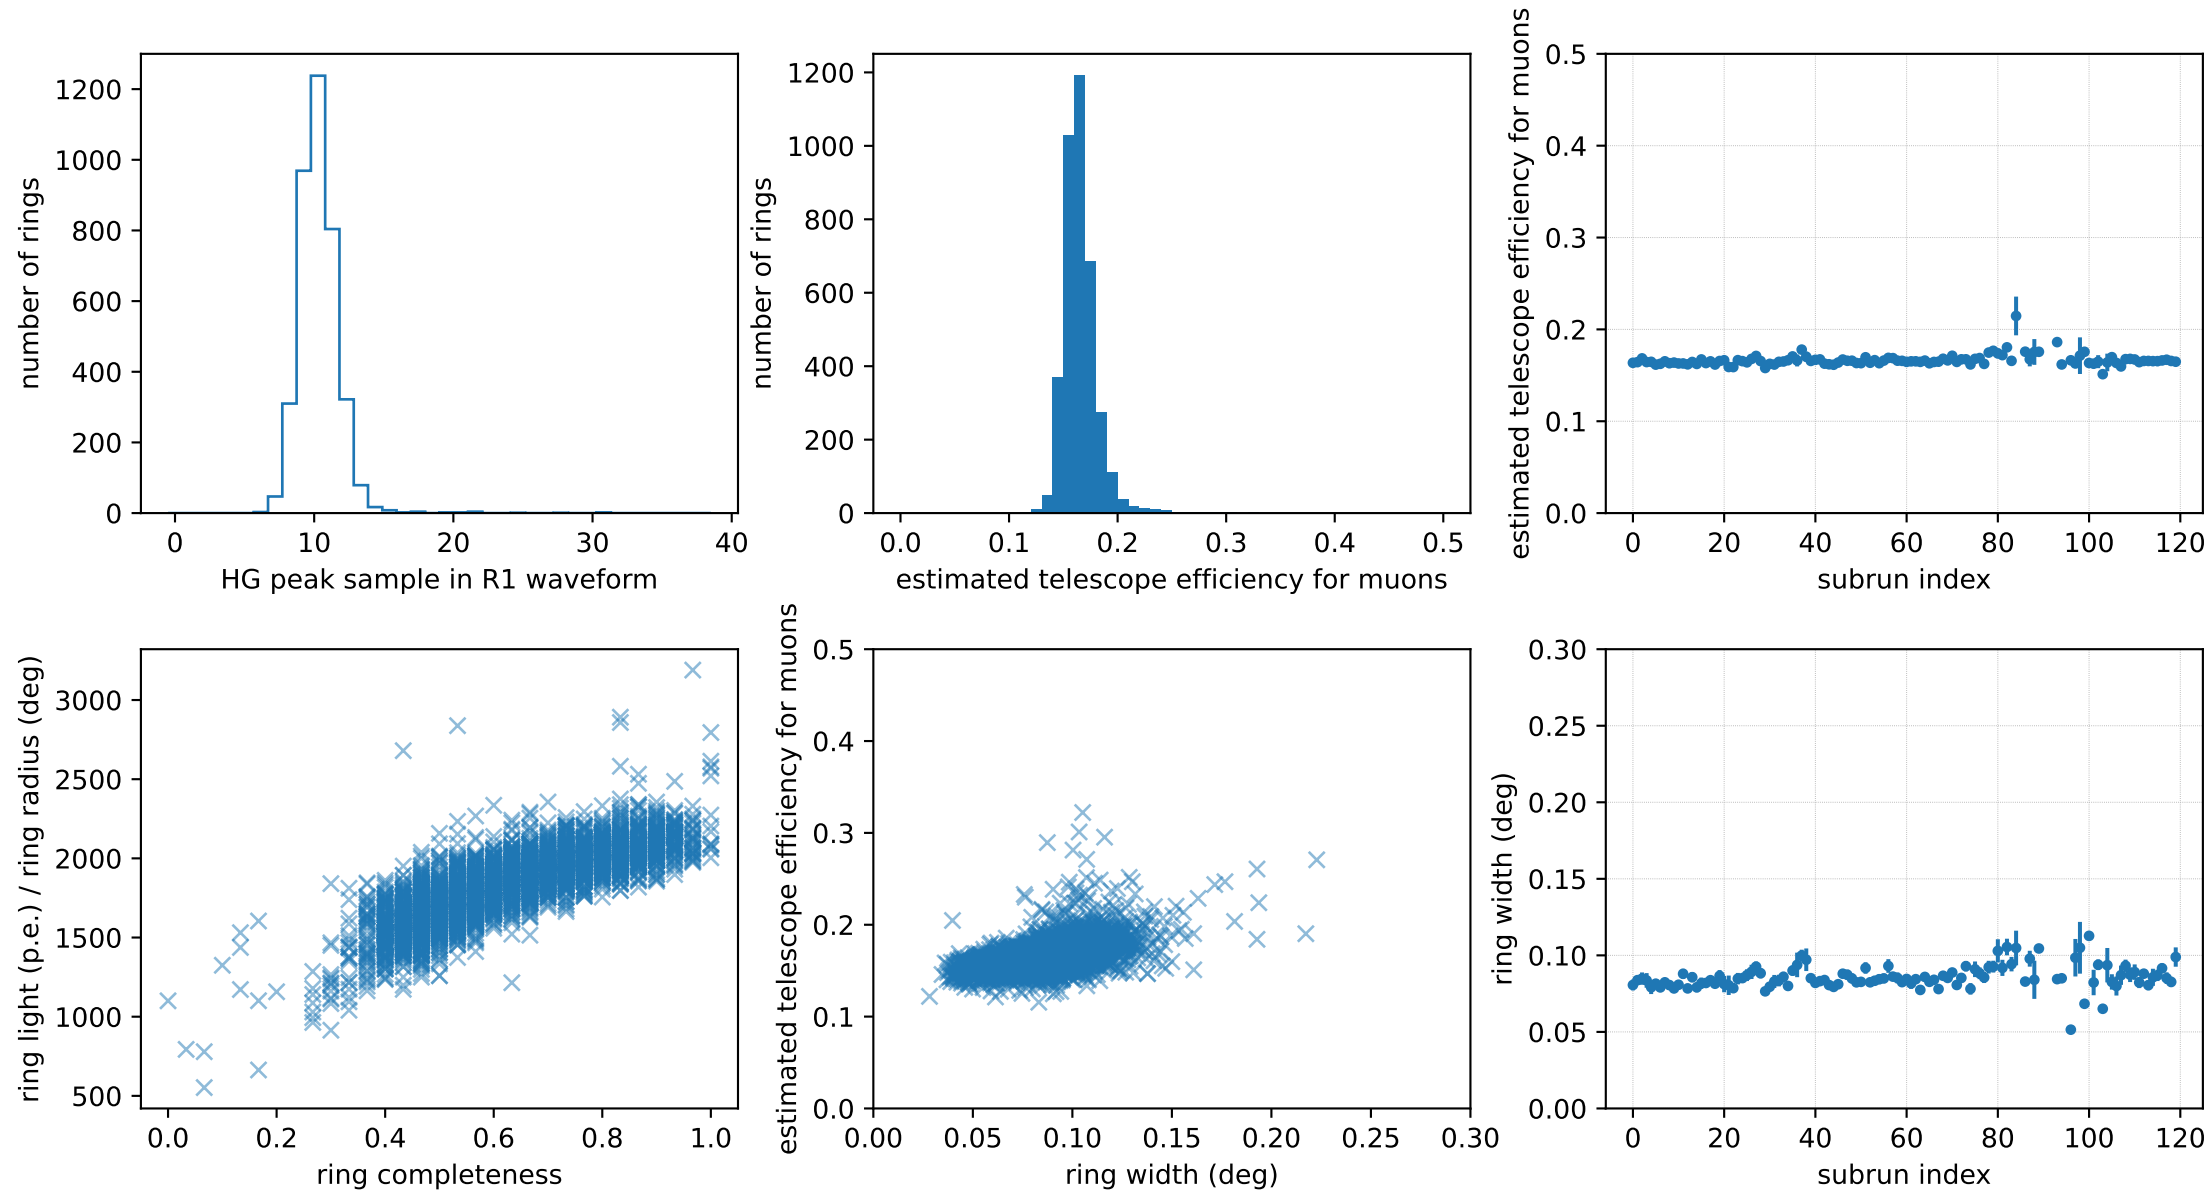 1200
1000
800
600
400
200
0
number of rings
0 10 20 30 40
HG peak sample in R1 waveform
1200
1000
800
600
400
200
0
number of rings
0.0 0.1 0.2 0.3 0.4 0.5
estimated telescope efficiency for muons
0.5
0.4
0.3
0.2
0.1
0.0
estimated telescope efficiency for muons
0 20 40 60 80 100 120
subrun index
3000
2500
2000
1500
1000
500
ring light (p.e.) / ring radius (deg)
0.0 0.2 0.4 0.6 0.8 1.0
ring completeness
0.5
0.4
0.3
0.2
0.1
0.0
estimated telescope efficiency for muons
0.00 0.05 0.10 0.15 0.20 0.25 0.30
ring width (deg)
0.30
0.25
0.20
0.15
0.10
0.05
0.00
ring width (deg)
0 20 40 60 80 100 120
subrun index